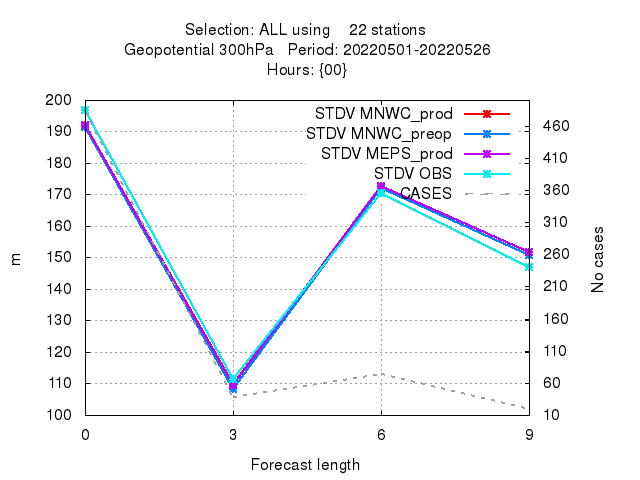 Selection: ALL using 22 stations
Geopotential 300hPa Period: 20220501-20220526
Hours: {00}
STDV MNWC_prod
STDV MNWC_preop
STDV MEPS_prod
STDV OBS
CASES
200
190
180
170
160
150
140
130
120
110
100
m
460
410
360
310
260
210
160
110
60
10
No cases
0 3 6 9
Forecast length